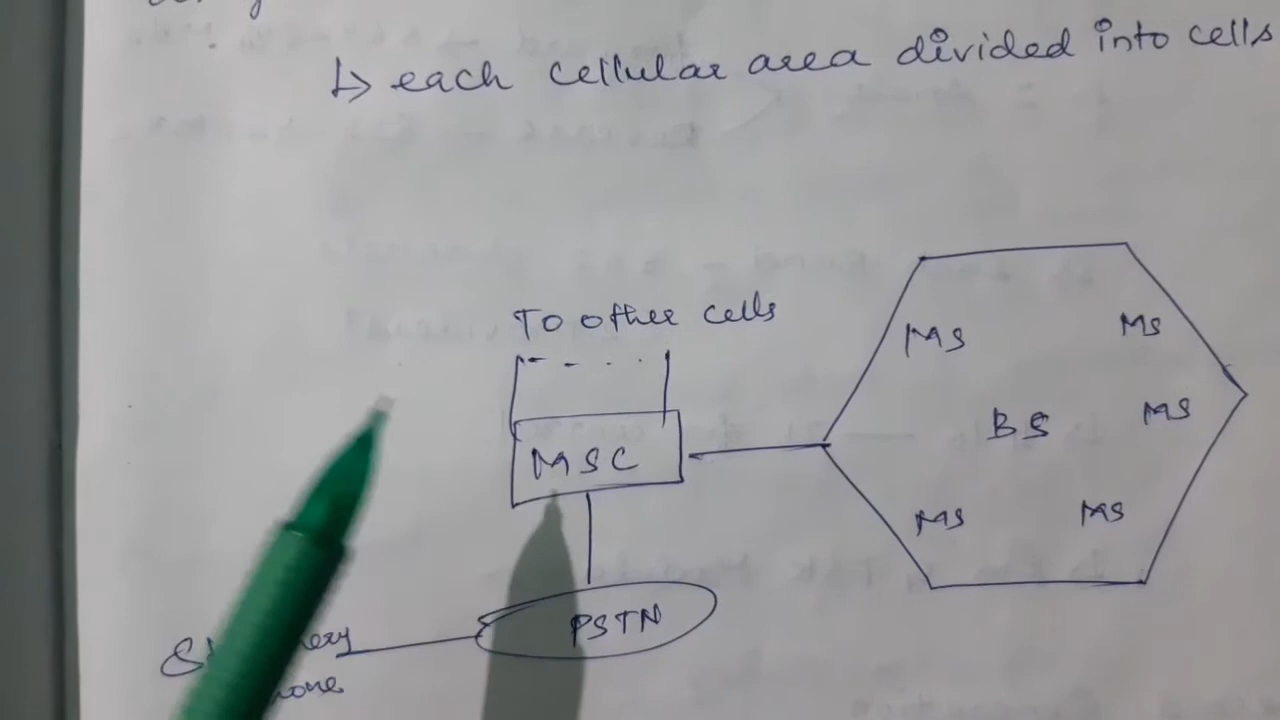 ↳ each cellular area divided into cells
To other cells
MS
MS
BS
MS
MSC
MS
MS
PSTN